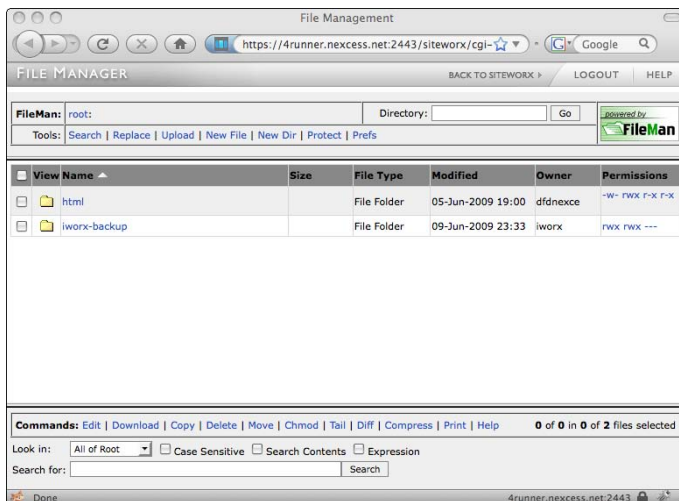 File Management
https://4runner.nexcess.net:2443/siteworx/cgi-
Google
FILE MANAGER
BACK TO SITEWORX
LOGOUT
HELP
FileMan: root:
Directory:
Go
powered by
FileMan
Tools: Search | Replace | Upload | New File | New Dir | Protect | Prefs
View Name Size File Type Modified Owner Permissions
html File Folder 05-Jun-2009 19:00 dfdnexce -w- rwx r-x r-x
iworx-backup File Folder 09-Jun-2009 23:33 iworx rwx rwx ---
Commands: Edit | Download | Copy | Delete | Move | Chmod | Tail | Diff | Compress | Print | Help 0 of 0 in 0 of 2 files selected
Look in: All of Root Case Sensitive Search Contents Expression
Search for: Search
Done 4runner.nexcess.net:2443